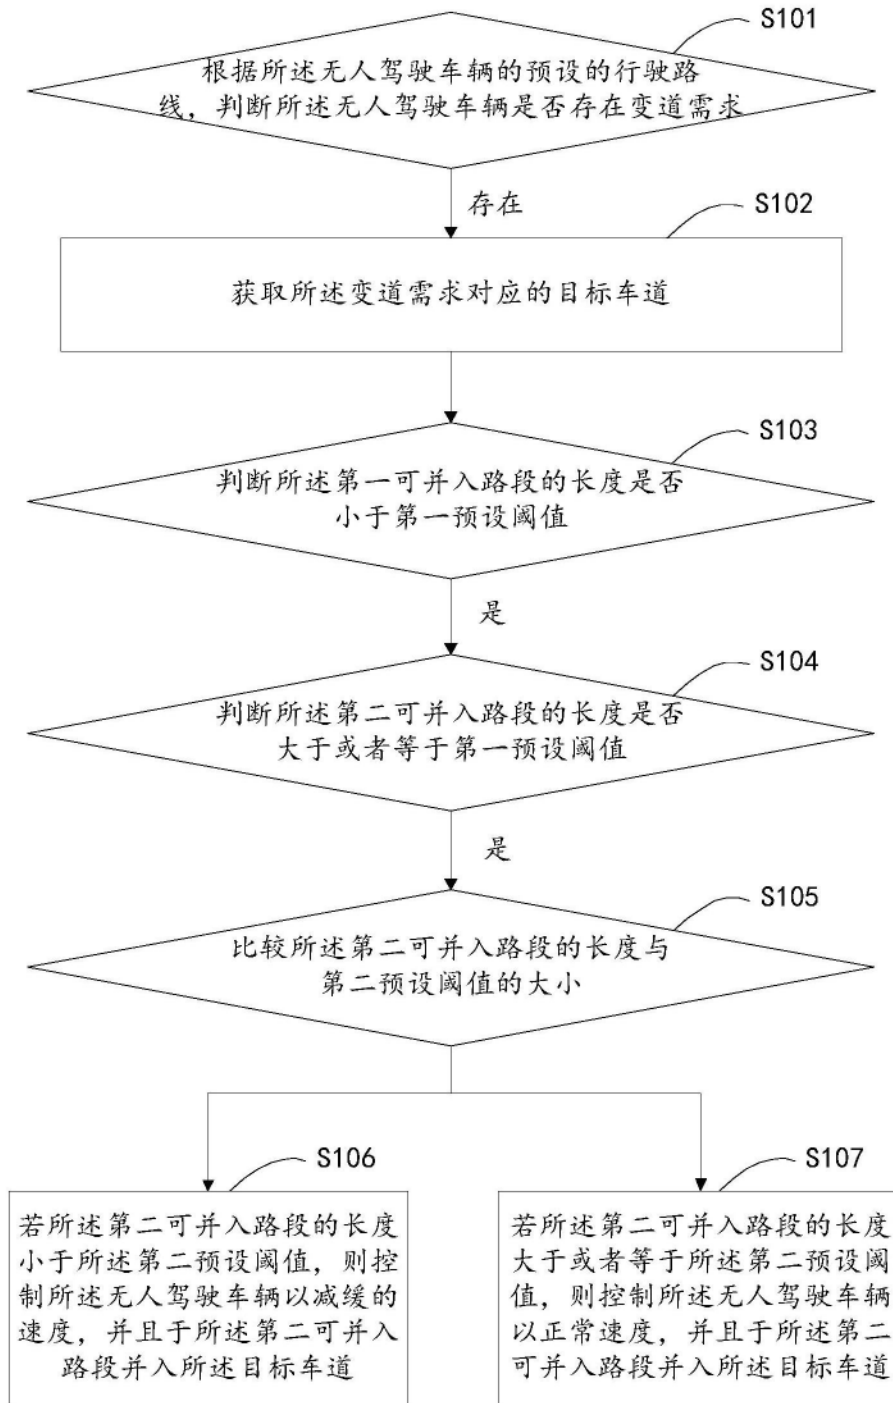 S101
根据所述无人驾驶车辆的预设的行驶路
线，判断所述无人驾驶车辆是否存在变道需求
存在
S102
获取所述变道需求对应的目标车道
S103
判断所述第一可并入路段的长度是否
小于第一预设阈值
是
S104
判断所述第二可并入路段的长度是否
大于或者等于第一预设阈值
是
S105
比较所述第二可并入路段的长度与
第二预设阈值的大小
S106
若所述第二可并入路段的长度
小于所述第二预设阈值，则控
制所述无人驾驶车辆以减缓的
速度，并且于所述第二可并入
路段并入所述目标车道
S107
若所述第二可并入路段的长度
大于或者等于所述第二预设阈
值，则控制所述无人驾驶车辆
以正常速度，并且于所述第二
可并入路段并入所述目标车道